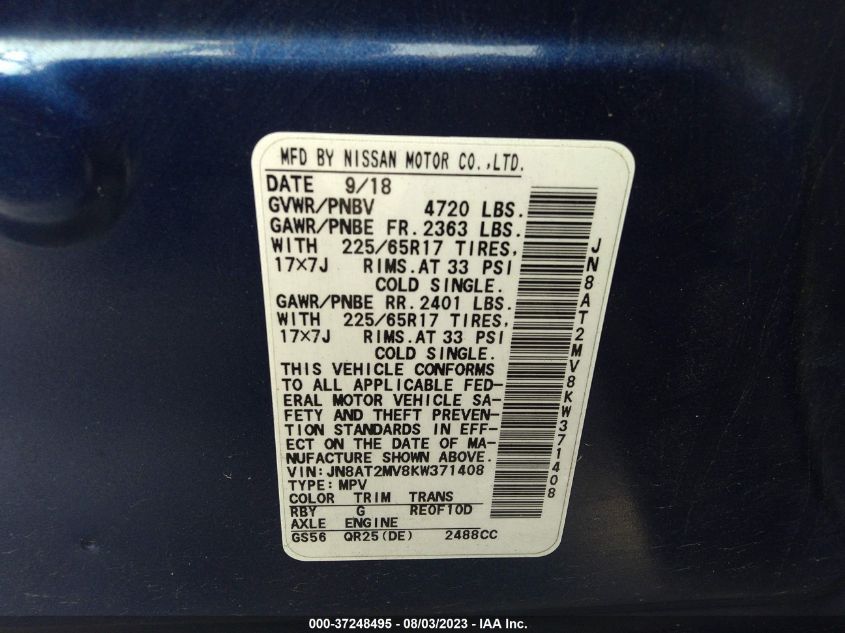 MFD BY NISSAN MOTOR CO.,LTD.
DATE 9/18
GVWR/PNBV 4720 LBS.
GAWR/PNBE FR. 2363 LBS.
WITH 225/65R17 TIRES,
17×7J RIMS.AT 33 PSI
COLD SINGLE.
GAWR/PNBE RR. 2401 LBS.
WITH 225/65R17 TIRES,
17×7J RIMS.AT 33 PSI
COLD SINGLE.
THIS VEHICLE CONFORMS
TO ALL APPLICABLE FED-
ERAL MOTOR VEHICLE SA-
FETY AND THEFT PREVEN-
TION STANDARDS IN EFF-
ECT ON THE DATE OF MA-
NUFACTURE SHOWN ABOVE.
VIN:JN8AT2MV8KW371408
TYPE:MPV
COLOR TRIM TRANS
RBY G RE0F10D
AXLE ENGINE
GS56 QR25(DE) 2488CC
JN8AT2MV8KW371408
000-37248495 - 08/03/2023 - IAA Inc.